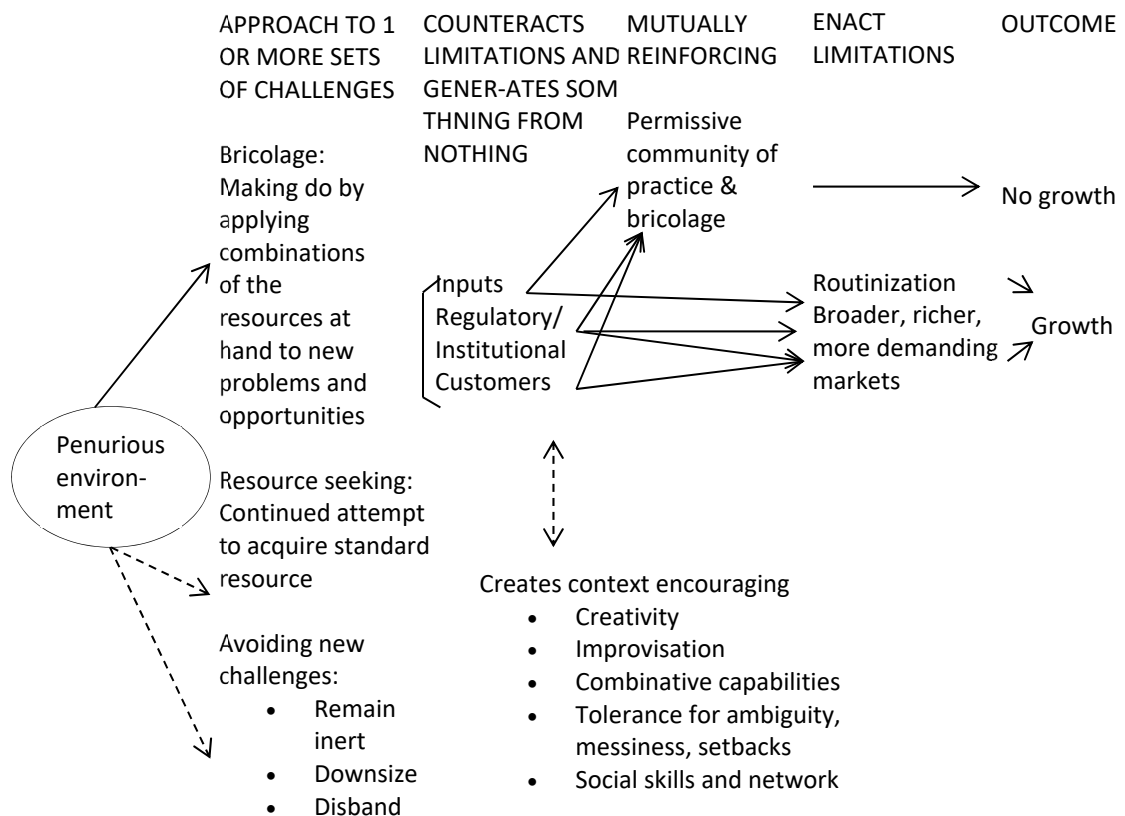 APPROACH TO 1
OR MORE SETS
OF CHALLENGES
COUNTERACTS
LIMITATIONS AND
GENER-ATES SOM
THNING FROM
NOTHING
MUTUALLY
REINFORCING
ENACT
LIMITATIONS
OUTCOME
Bricolage:
Making do by
applying
combinations
of the
resources at
hand to new
problems and
opportunities
Permissive
community of
practice &
bricolage
No growth
Inputs
Regulatory/
Institutional
Customers
Routinization
Broader, richer,
more demanding
markets
Growth
Penurious
environ-
ment
Resource seeking:
Continued attempt
to acquire standard
resource
Avoiding new
challenges:
• Remain
inert
• Downsize
• Disband
Creates context encouraging
• Creativity
• Improvisation
• Combinative capabilities
• Tolerance for ambiguity,
messiness, setbacks
• Social skills and network